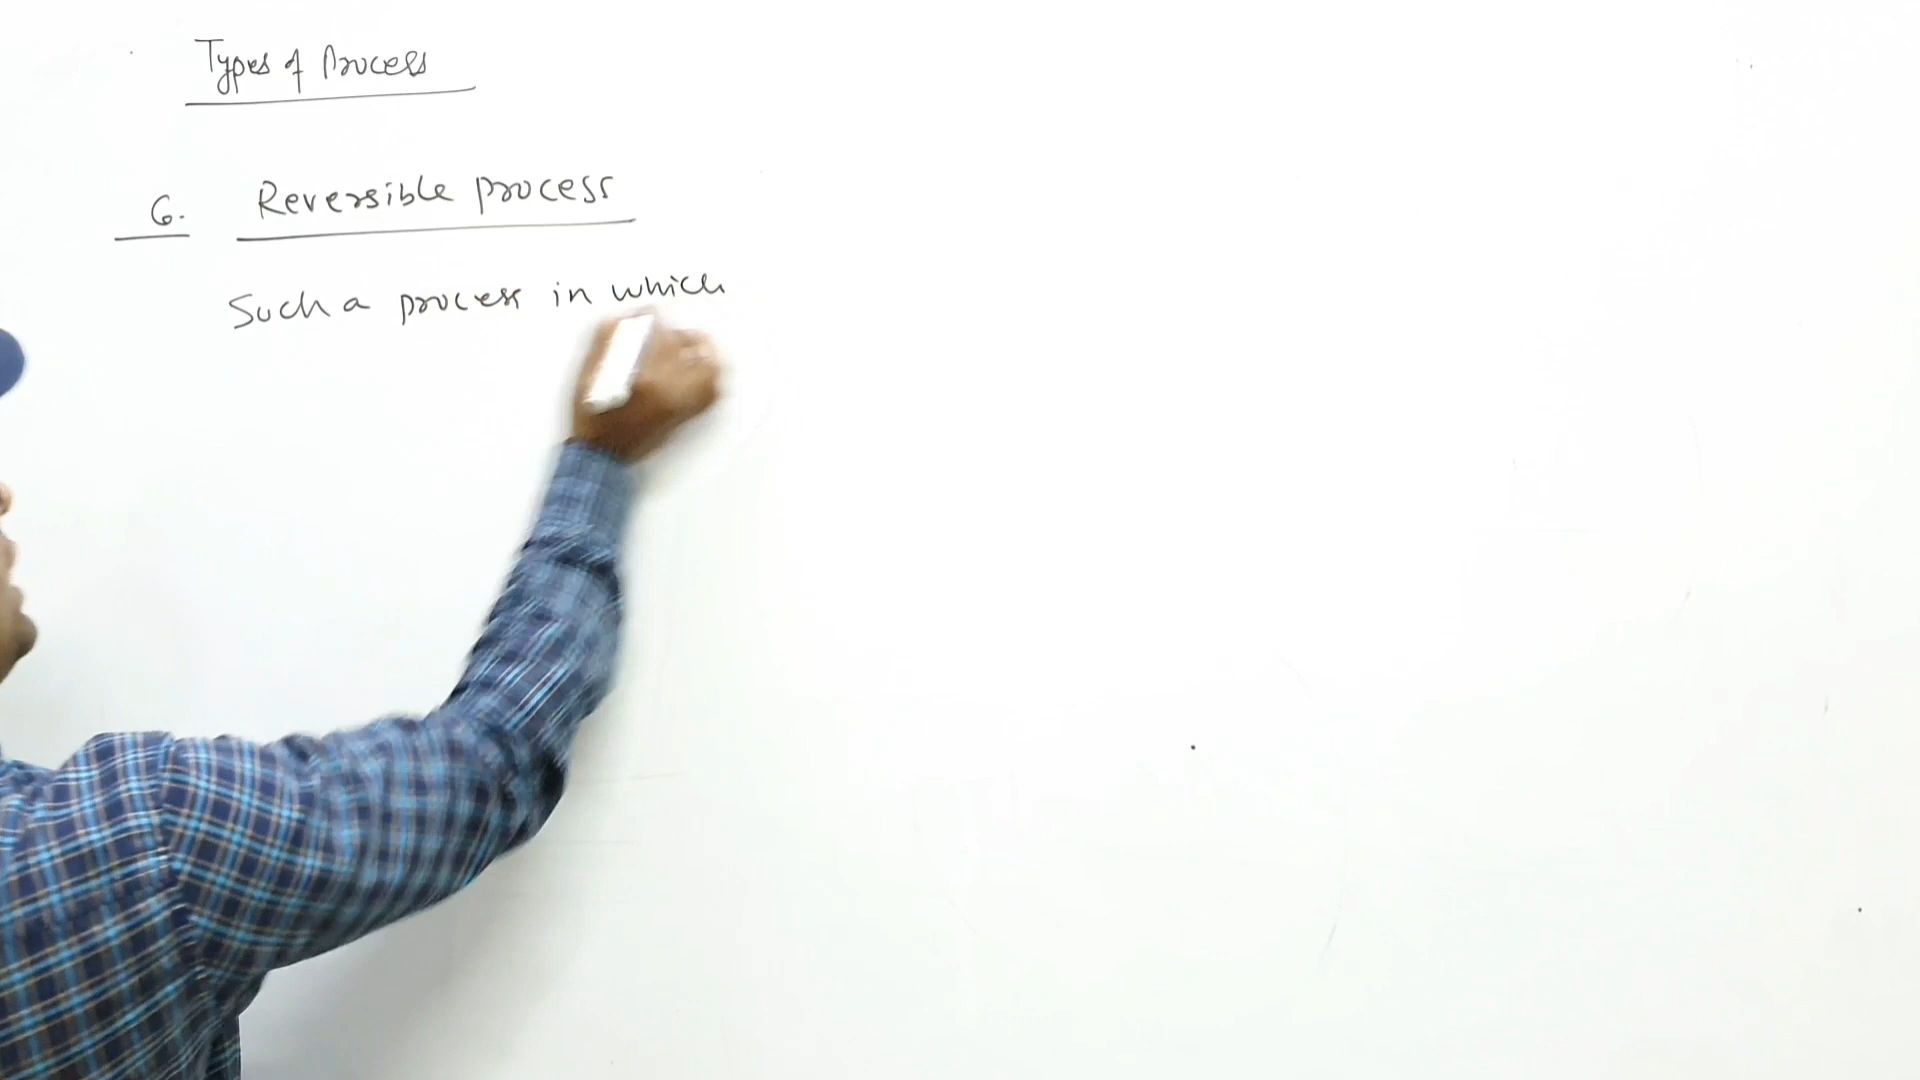 Types of Process
6. Reversible process
Such a process in which